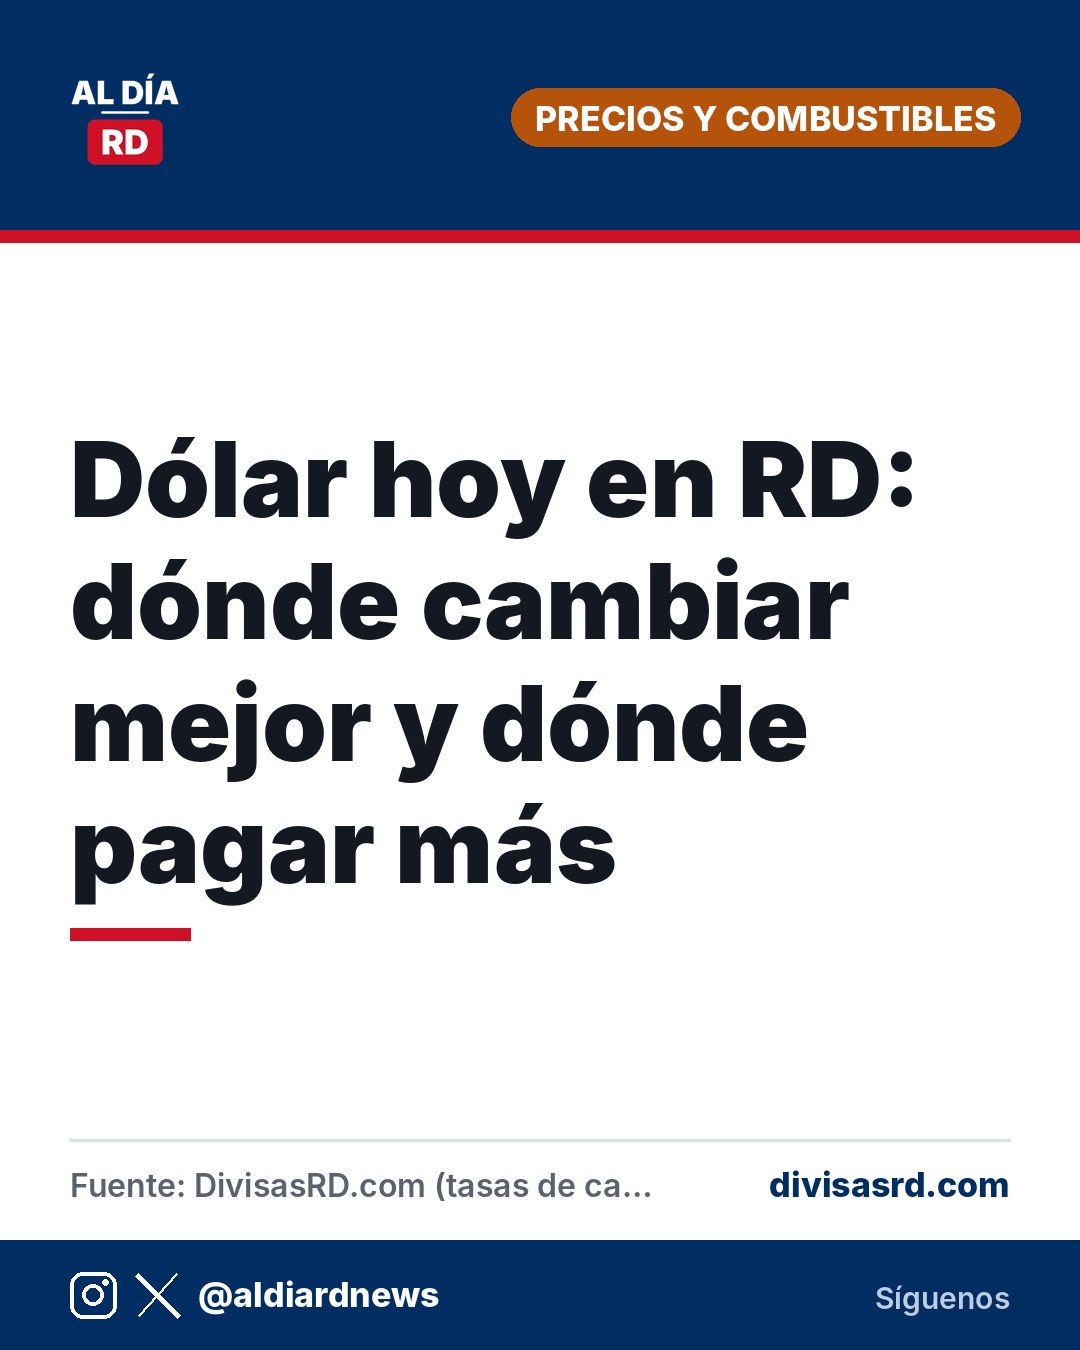 AL DÍA
RD
PRECIOS Y COMBUSTIBLES
Dólar hoy en RD:
dónde cambiar
mejor y dónde
pagar más
Fuente: DivisasRD.com (tasas de ca...
divisasrd.com
@aldiardnews
Síguenos